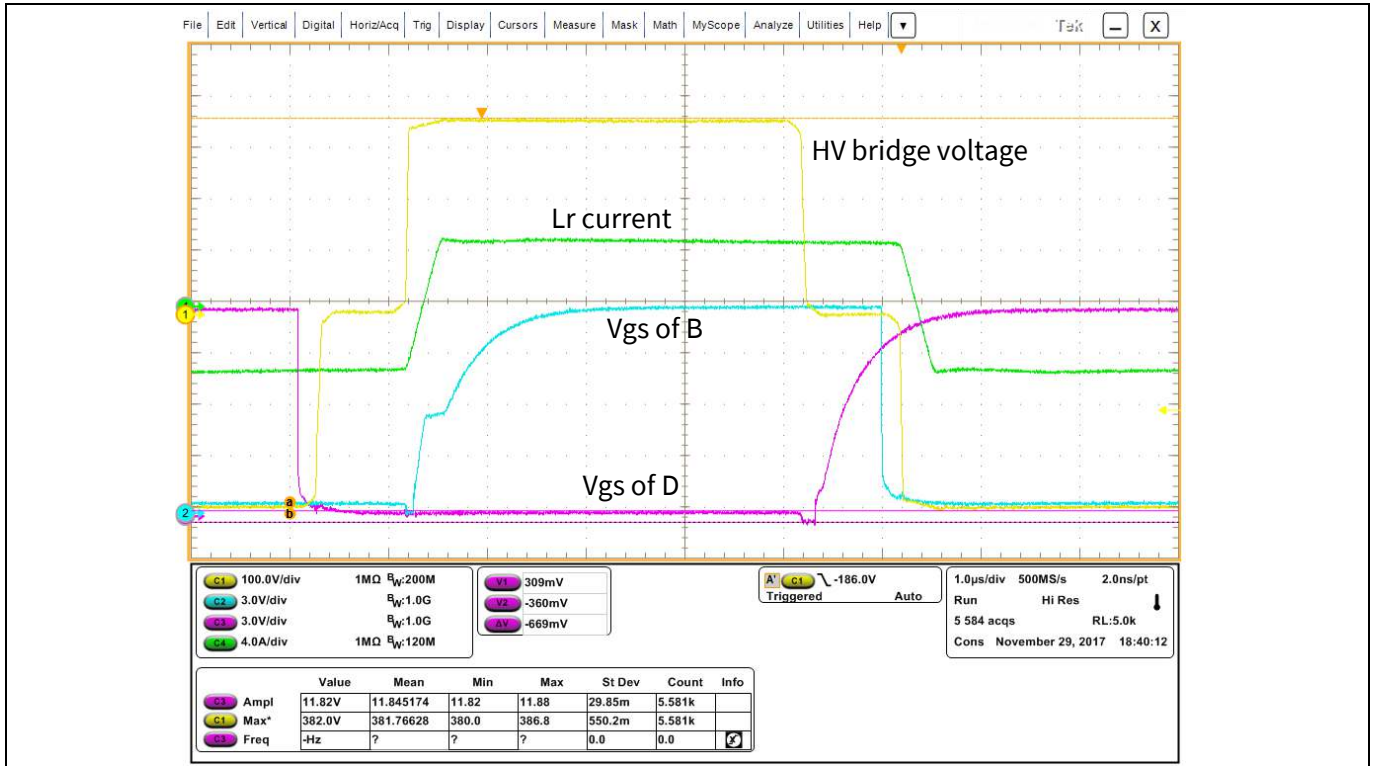 File Edit Vertical Digital Horiz/Acq Trig Display Cursors Measure Mask Math MyScope Analyze Utilities Help ▼ Tek X
HV bridge voltage
Lr current
1
Vgs of B
Vgs of D
a
b
2
C1 100.0V/div 1MΩ BW:200M
C2 3.0V/div BW:1.0G
C3 3.0V/div BW:1.0G
C4 4.0A/div 1MΩ BW:120M
V1 309mV
V2 -360mV
ΔV -669mV
A' C1 -186.0V
Triggered Auto
1.0µs/div 500MS/s 2.0ns/pt
Run Hi Res
5 584 acqs RL:5.0k
Cons November 29, 2017 18:40:12
Value Mean Min Max St Dev Count Info
C3 Ampl 11.82V 11.845174 11.82 11.88 29.85m 5.581k
C1 Max* 382.0V 381.76628 380.0 386.8 550.2m 5.581k
C3 Freq -Hz ? ? ? 0.0 0.0